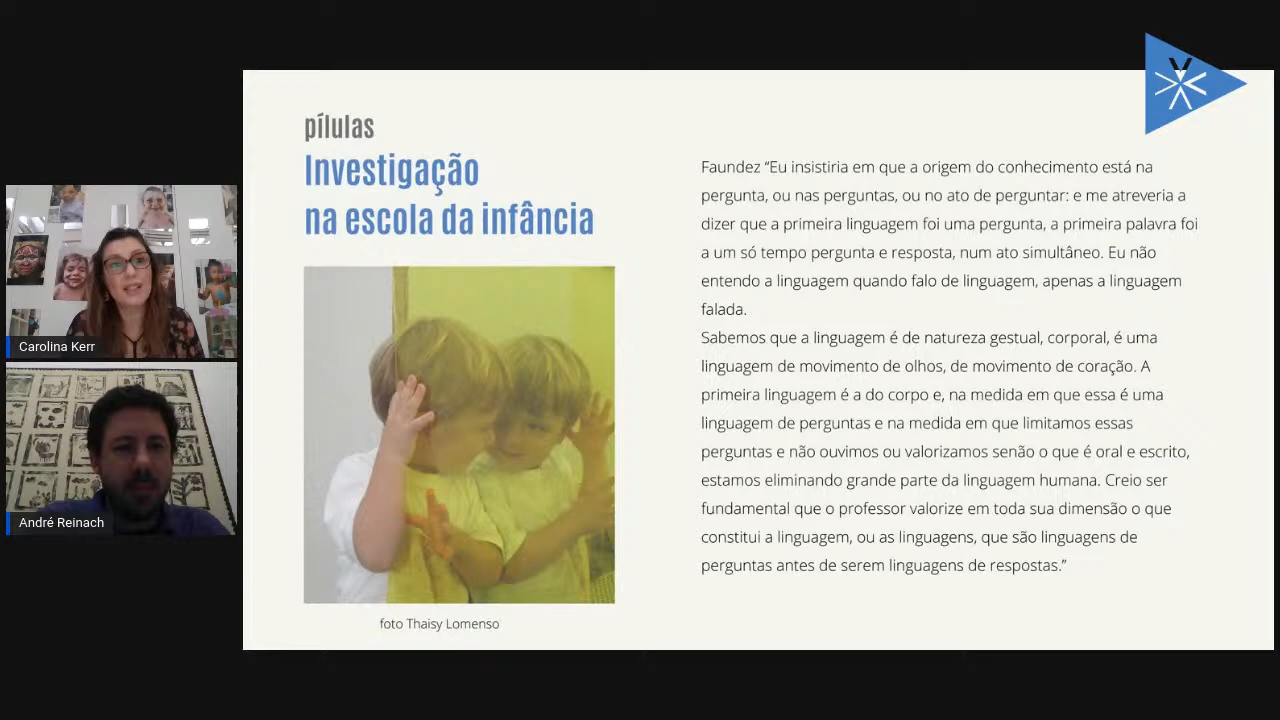 pílulas
Investigação
na escola da infância
Faundez “Eu insistiria em que a origem do conhecimento está na
pergunta, ou nas perguntas, ou no ato de perguntar: e me atreveria a
dizer que a primeira linguagem foi uma pergunta, a primeira palavra foi
a um só tempo pergunta e resposta, num ato simultâneo. Eu não
entendo a linguagem quando falo de linguagem, apenas a linguagem
falada.
Sabemos que a linguagem é de natureza gestual, corporal, é uma
linguagem de movimento de olhos, de movimento de coração. A
primeira linguagem é a do corpo e, na medida em que essa é uma
linguagem de perguntas e na medida em que limitamos essas
perguntas e não ouvimos ou valorizamos senão o que é oral e escrito,
estamos eliminando grande parte da linguagem humana. Creio ser
fundamental que o professor valorize em toda sua dimensão o que
constitui a linguagem, ou as linguagens, que são linguagens de
perguntas antes de serem linguagens de respostas.”
foto Thaisy Lomenso
Carolina Kerr
André Reinach